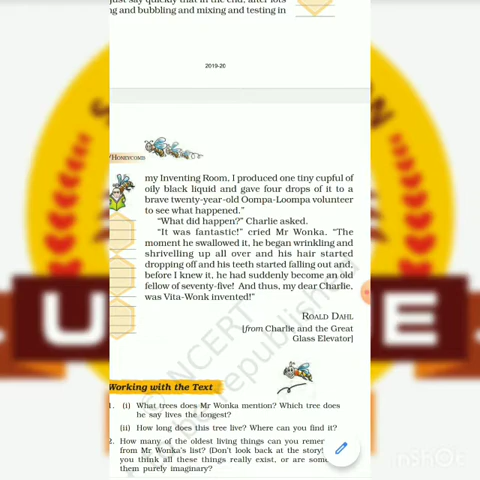 just say quickly that in the end, after lots
ng and bubbling and mixing and testing in
2019-20
HONEYCOMB
my Inventing Room, I produced one tiny cupful of
oily black liquid and gave four drops of it to a
brave twenty-year-old Oompa-Loompa volunteer
to see what happened."
"What did happen?" Charlie asked.
"It was fantastic!" cried Mr Wonka. "The
moment he swallowed it, he began wrinkling and
shrivelling up all over and his hair started
dropping off and his teeth started falling out and,
before I knew it, he had suddenly become an old
fellow of seventy-five! And thus, my dear Charlie,
was Vita-Wonk invented!"
ROALD DAHL
[from Charlie and the Great
Glass Elevator]
Working with the Text
1. (i) What trees does Mr Wonka mention? Which tree does
he say lives the longest?
(ii) How long does this tree live? Where can you find it?
2. How many of the oldest living things can you remem
from Mr Wonka's list? (Don't look back at the story!
you think all these things really exist, or are some
them purely imaginary?
NCERT
be republished
inShOt